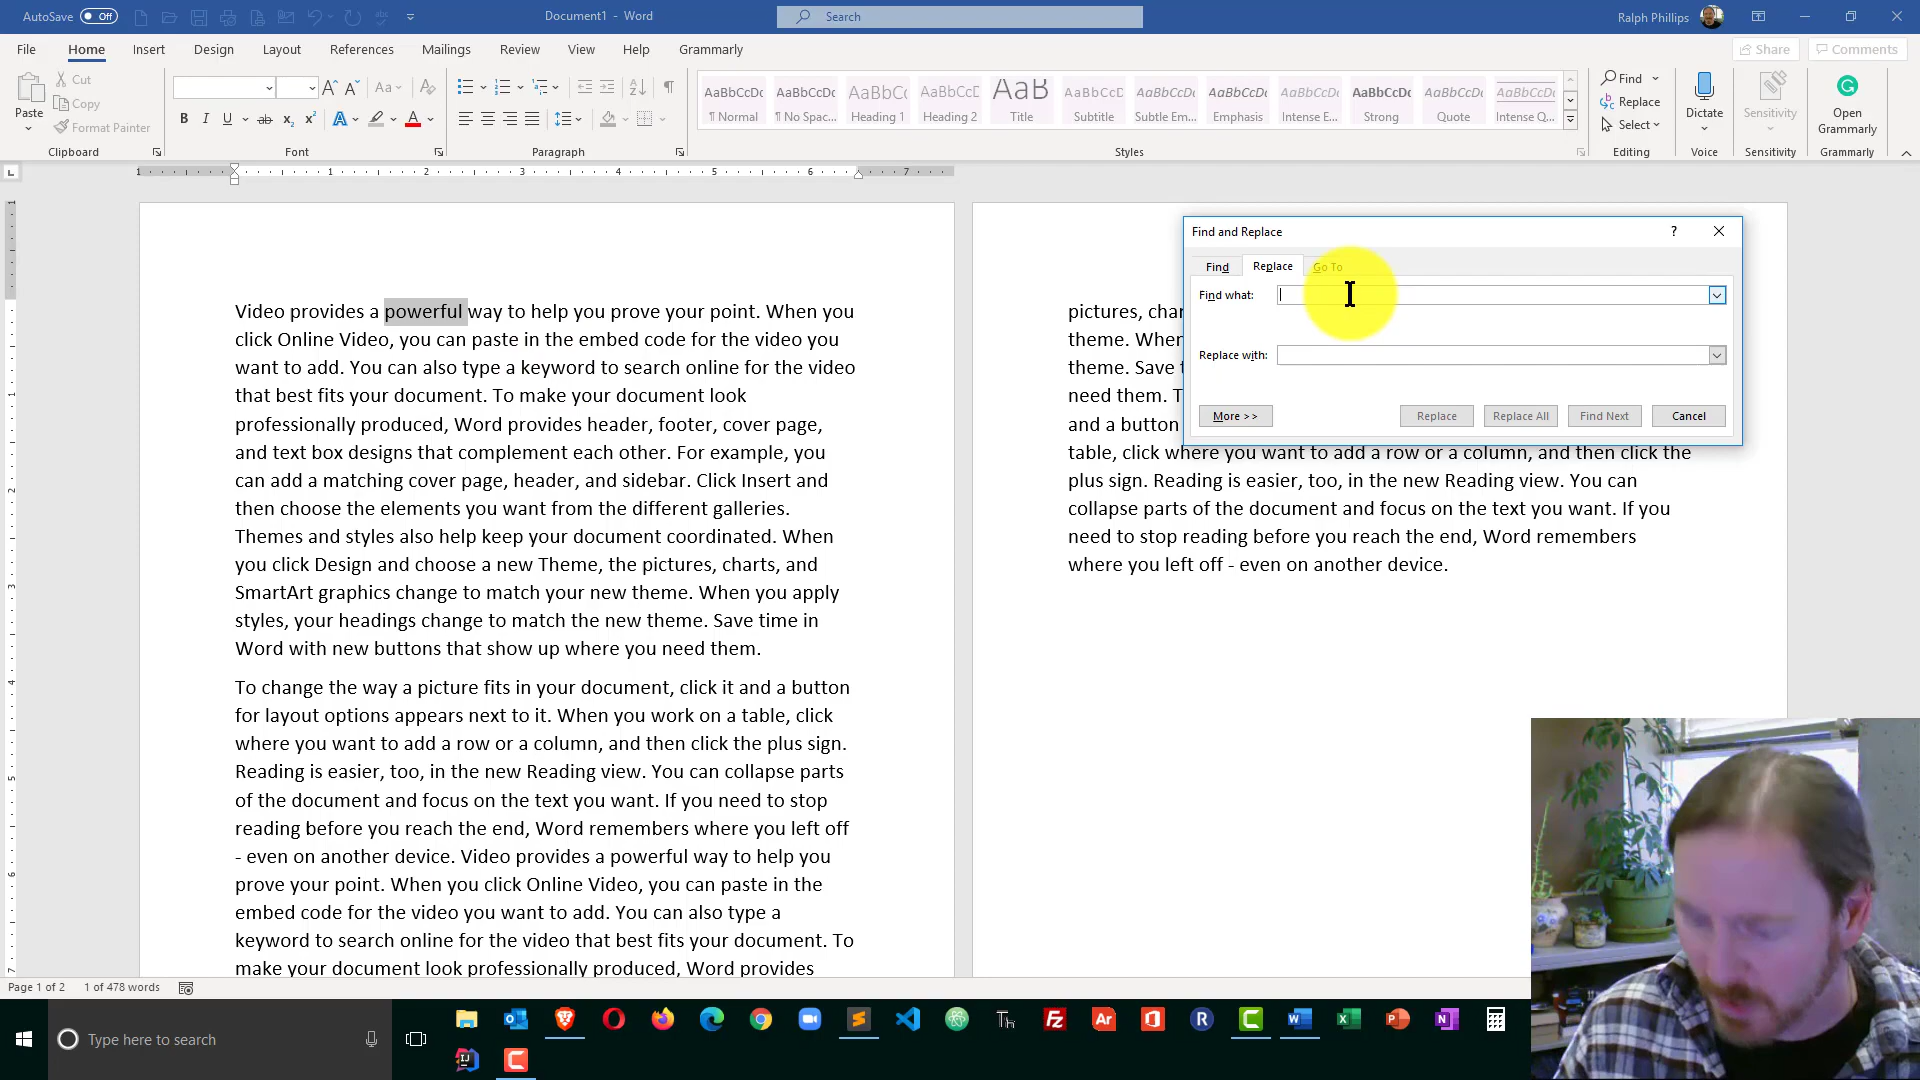 AutoSave Off
Document1 - Word
Search
Ralph Phillips
File Home Insert Design Layout References Mailings Review View Help Grammarly
Share Comments
Paste
Cut
Copy
Format Painter
Clipboard
B I U ab x₂ x² A A
Aa
Font
Paragraph
AaBbCcDc AaBbCcDc AaBbCc AaBbCcD AaB AaBbCcD AaBbCcDc AaBbCcDc AaBbCcDc AaBbCcDc AaBbCcDc AaBbCcDc
¶ Normal ¶ No Spac... Heading 1 Heading 2 Title Subtitle Subtle Em... Emphasis Intense E... Strong Quote Intense Q...
Styles
Find
Replace
Select
Editing
Dictate
Voice
Sensitivity
Sensitivity
Open
Grammarly
Grammarly
1 1 2 3 4 5 6 7
Video provides a powerful way to help you prove your point. When you
click Online Video, you can paste in the embed code for the video you
want to add. You can also type a keyword to search online for the video
that best fits your document. To make your document look
professionally produced, Word provides header, footer, cover page,
and text box designs that complement each other. For example, you
can add a matching cover page, header, and sidebar. Click Insert and
then choose the elements you want from the different galleries.
Themes and styles also help keep your document coordinated. When
you click Design and choose a new Theme, the pictures, charts, and
SmartArt graphics change to match your new theme. When you apply
styles, your headings change to match the new theme. Save time in
Word with new buttons that show up where you need them.
To change the way a picture fits in your document, click it and a button
for layout options appears next to it. When you work on a table, click
where you want to add a row or a column, and then click the plus sign.
Reading is easier, too, in the new Reading view. You can collapse parts
of the document and focus on the text you want. If you need to stop
reading before you reach the end, Word remembers where you left off
- even on another device. Video provides a powerful way to help you
prove your point. When you click Online Video, you can paste in the
embed code for the video you want to add. You can also type a
keyword to search online for the video that best fits your document. To
make your document look professionally produced, Word provides
pictures, char
theme. When
theme. Save t
need them. T
and a button
table, click where you want to add a row or a column, and then click the
plus sign. Reading is easier, too, in the new Reading view. You can
collapse parts of the document and focus on the text you want. If you
need to stop reading before you reach the end, Word remembers
where you left off - even on another device.
Find and Replace
?
Find Replace Go To
Find what:
Replace with:
More >> Replace Replace All Find Next Cancel
Page 1 of 2 1 of 478 words
Type here to search